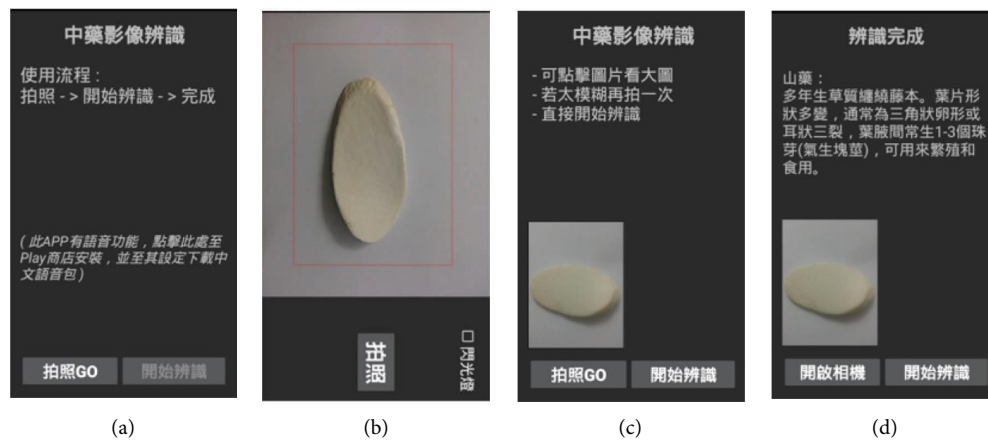 中藥影像辨識
使用流程：
拍照 -> 開始辨識 -> 完成
( 此APP有語音功能，點擊此處至
Play商店安裝，並至其設定下載中
文語音包 )
拍照GO
開始辨識
(a)
拍照
閃光燈
(b)
中藥影像辨識
- 可點擊圖片看大圖
- 若太模糊再拍一次
- 直接開始辨識
拍照GO
開始辨識
(c)
辨識完成
山藥：
多年生草質纏繞藤本。葉片形
狀多變，通常為三角狀卵形或
耳狀三裂，葉腋間常生1-3個珠
芽(氣生塊莖)，可用來繁殖和
食用。
開啟相機
開始辨識
(d)